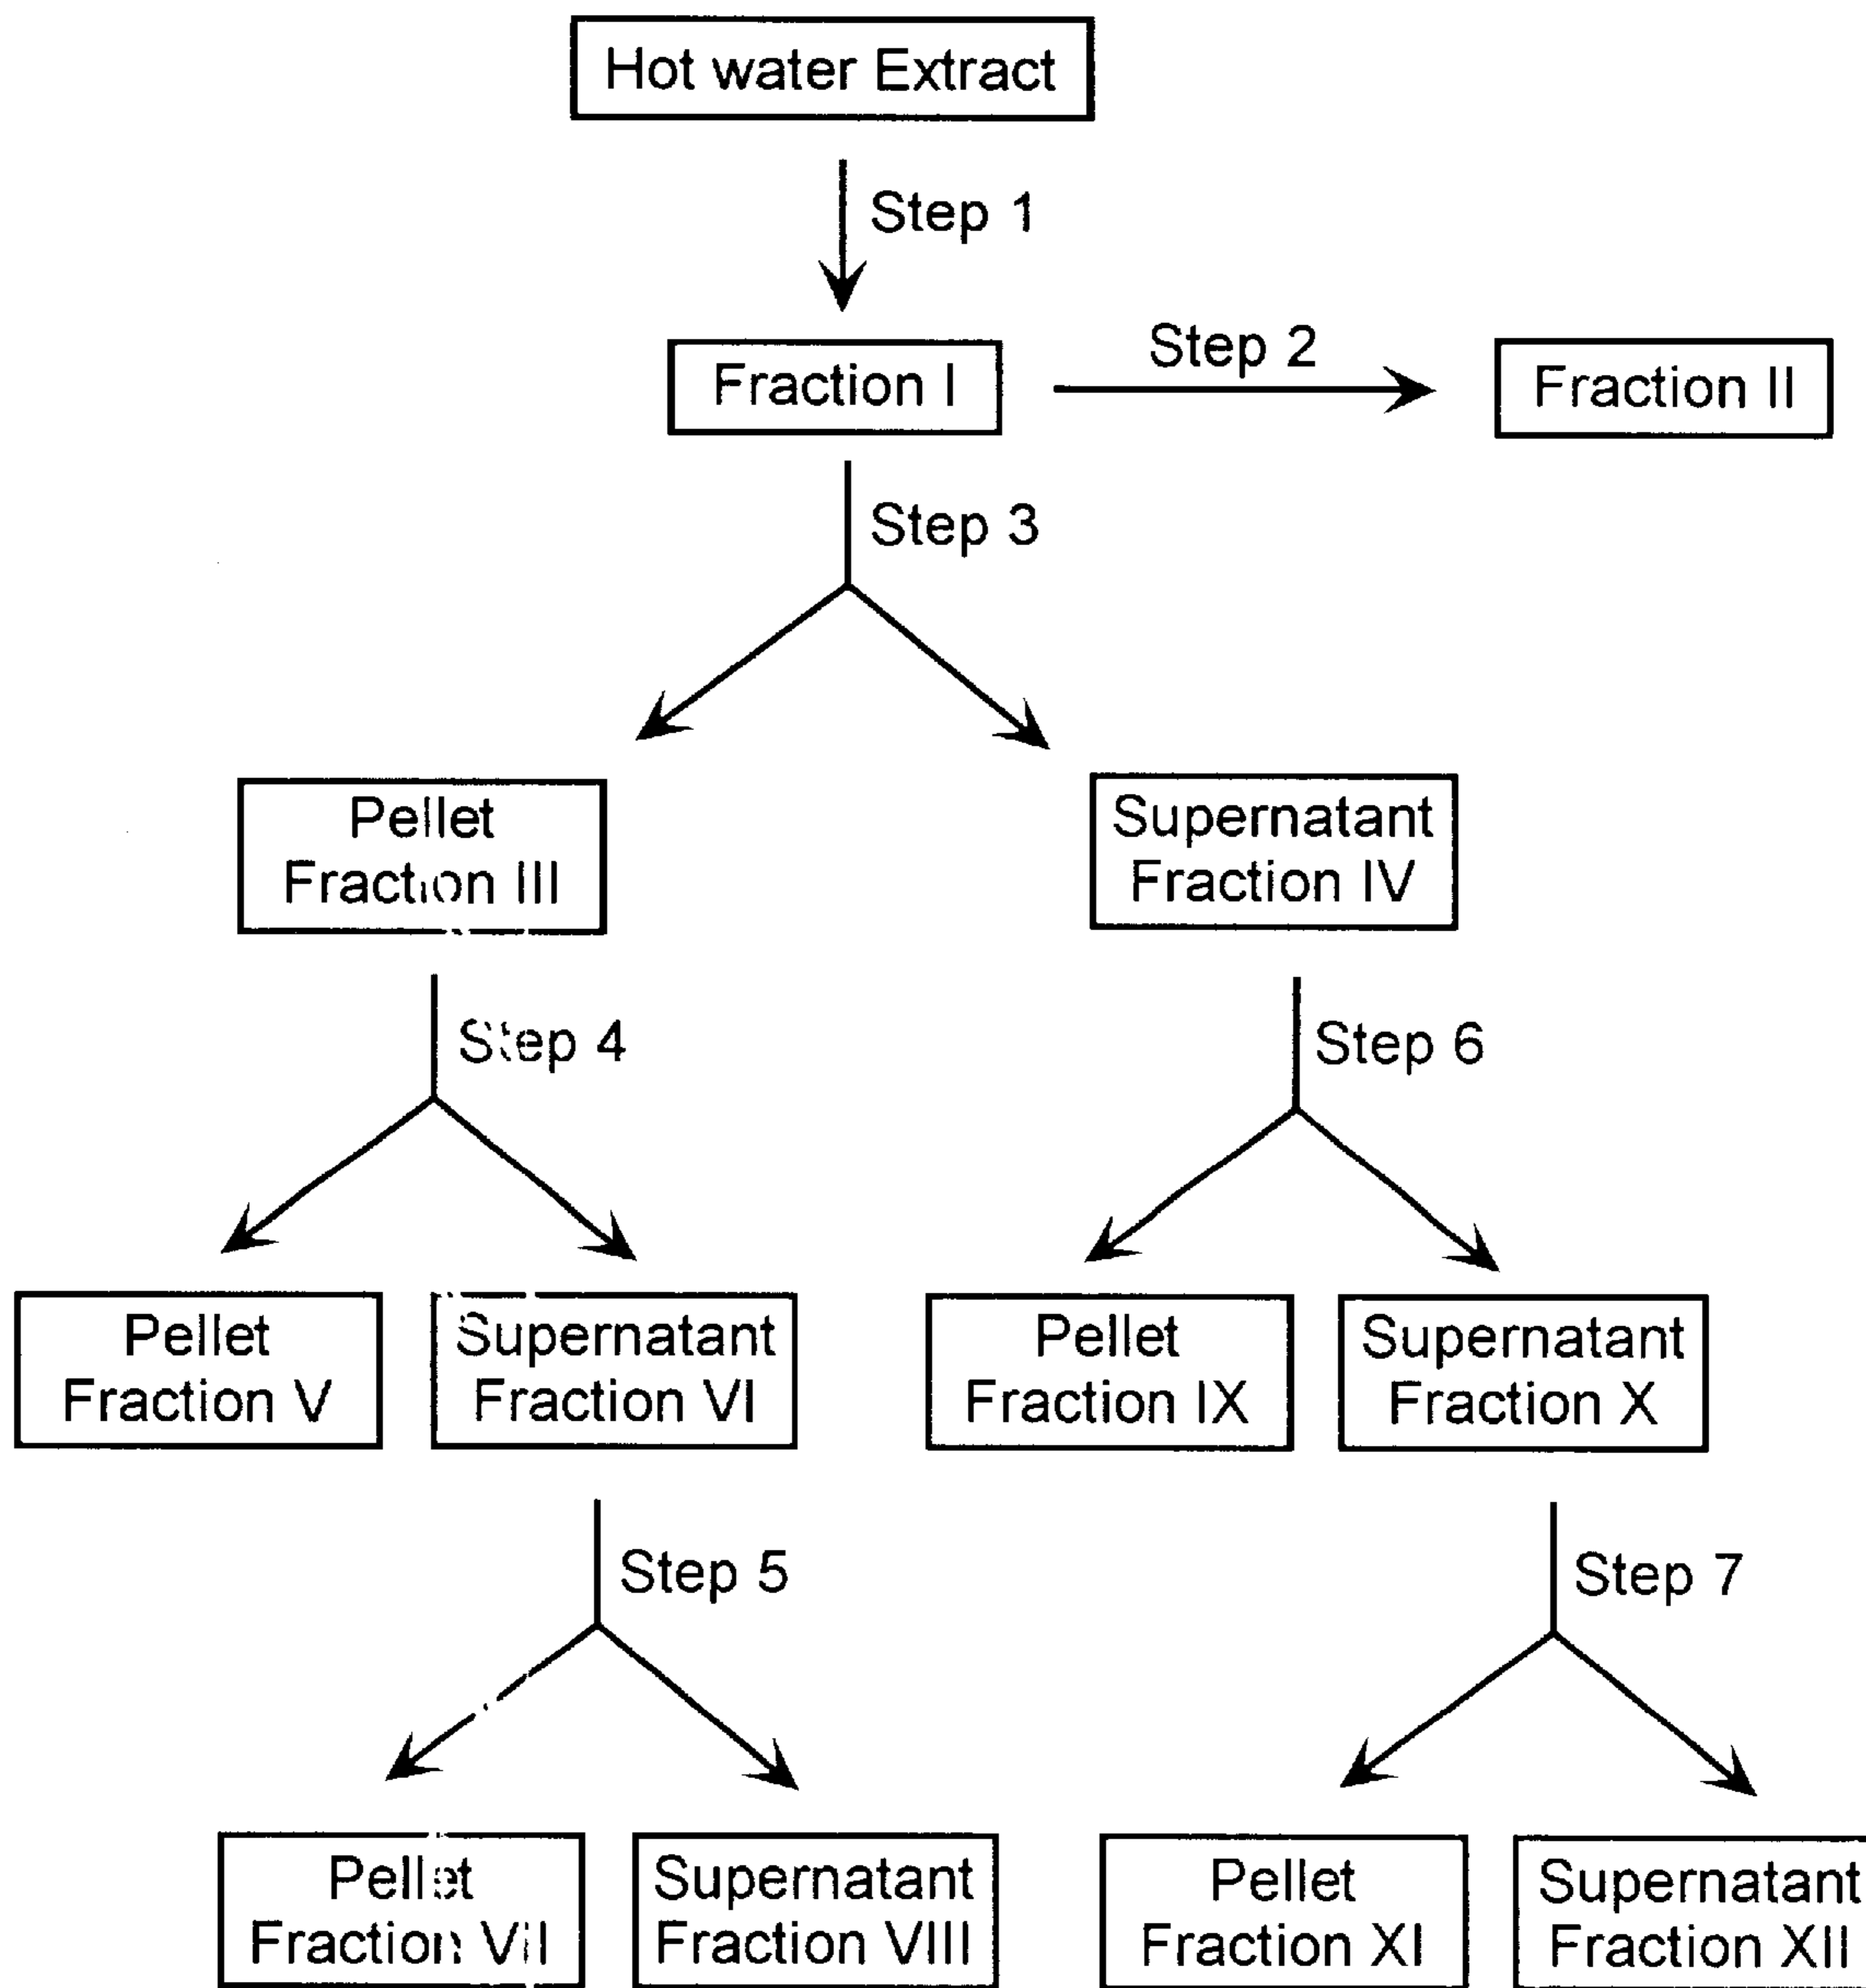 Hot water Extract
Step 1
Fraction I
Step 2
Fraction II
Step 3
Pellet
Fraction III
Supernatant
Fraction IV
Step 4
Step 6
Pellet
Fraction V
Supernatant
Fraction VI
Pellet
Fraction IX
Supernatant
Fraction X
Step 5
Step 7
Pellet
Fraction VII
Supernatant
Fraction VIII
Pellet
Fraction XI
Supernatant
Fraction XII